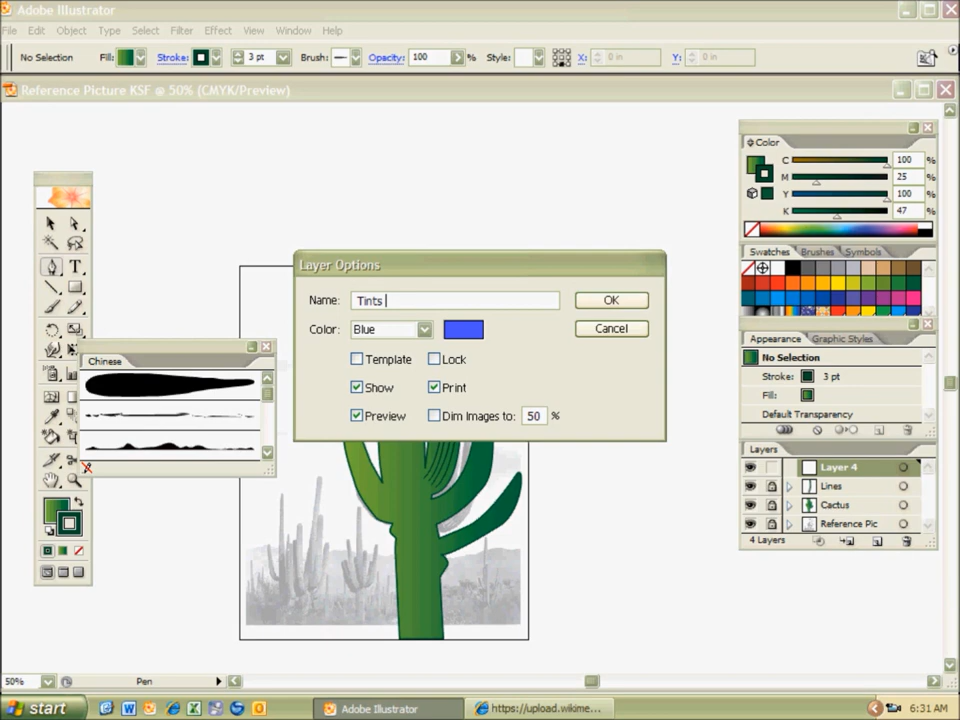 Adobe Illustrator
File Edit Object Type Select Filter Effect View Window Help
No Selection Fill: Stroke: 3 pt Brush: Opacity: 100 % Style: X: 0 in Y: 0 in
Reference Picture KSF @ 50% (CMYK/Preview)
Color
C 100 %
M 25 %
Y 100 %
K 47 %
Swatches Brushes Symbols
Layer Options
Name: Tints
OK
Color: Blue
Cancel
Template Lock
Show Print
Preview Dim Images to: 50 %
Chinese
Appearance Graphic Styles
No Selection
Stroke: 3 pt
Fill:
Default Transparency
Layers
Layer 4
Lines
Cactus
Reference Pic
4 Layers
50% Pen
start Adobe Illustrator https://upload.wikime... 6:31 AM